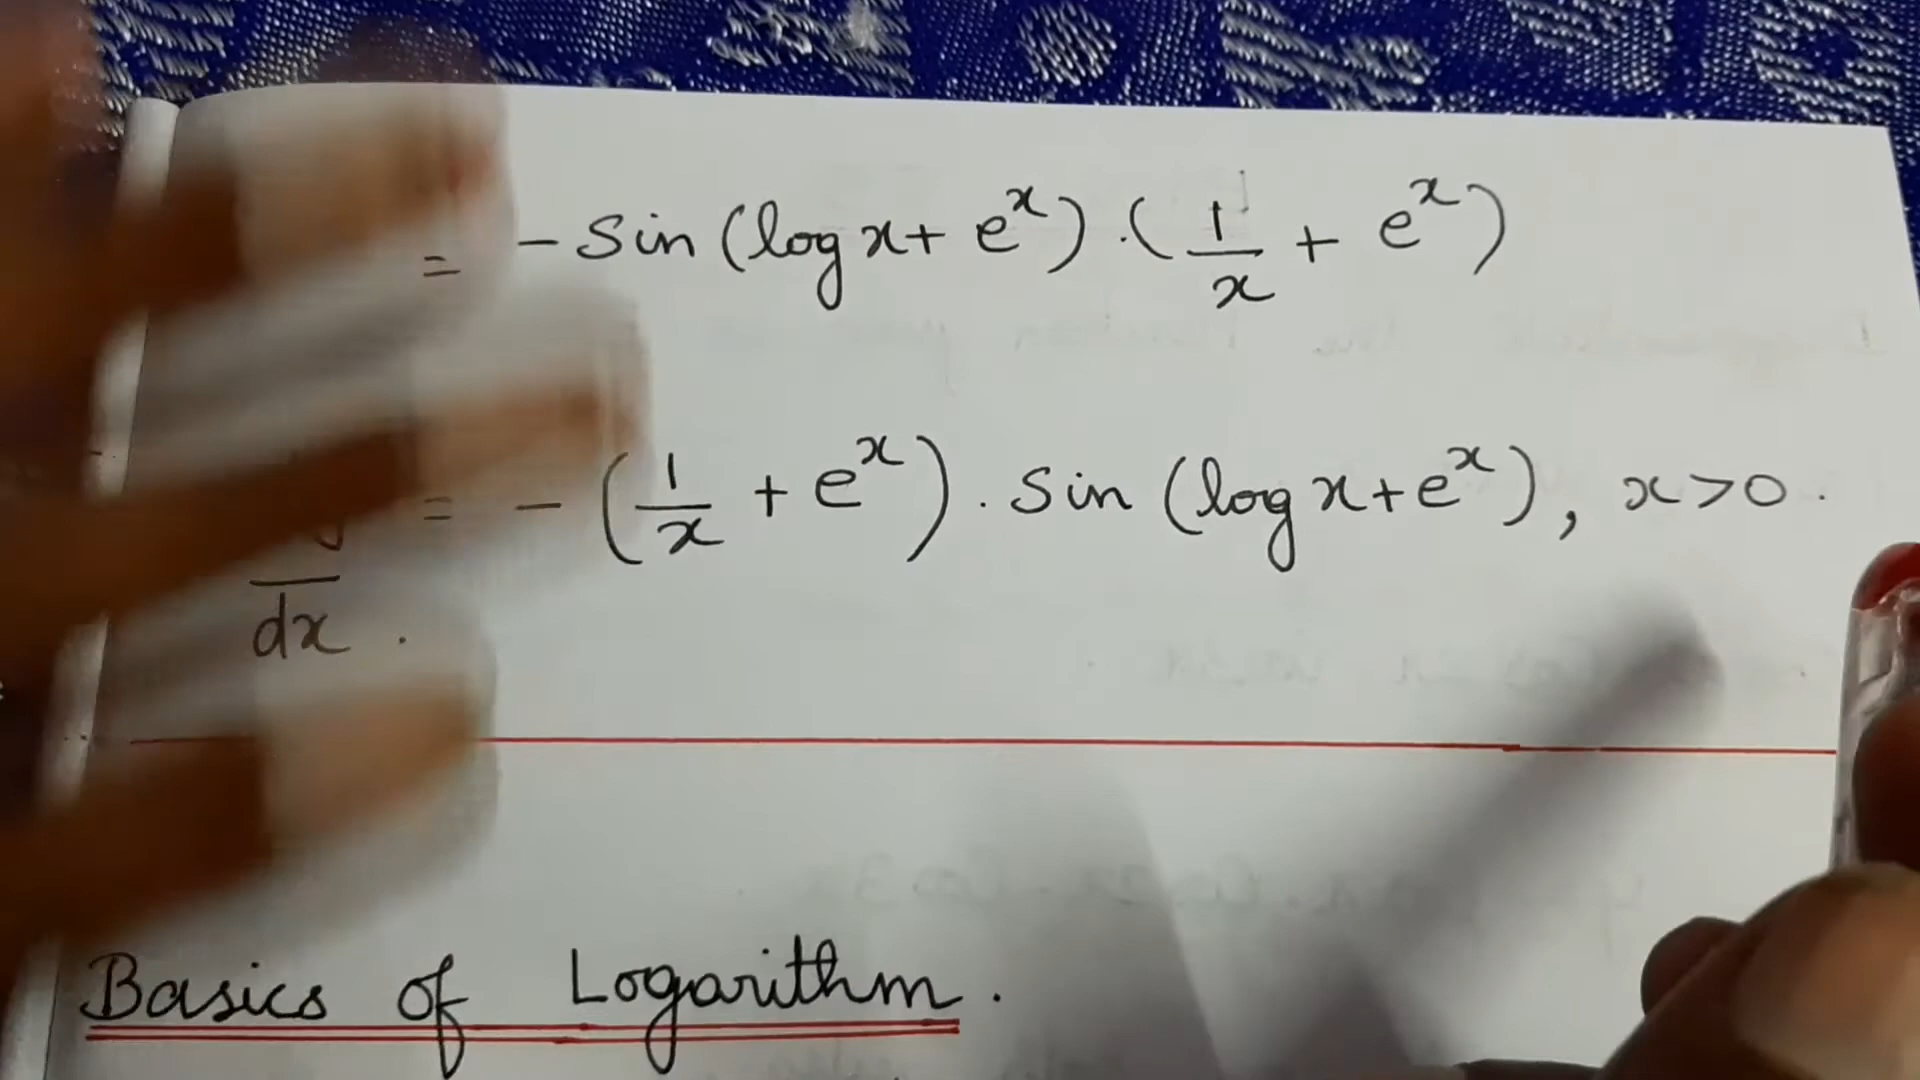 = - Sin (log x + e^x) . (1/x + e^x)
dx = - (1/x + e^x) . Sin (log x + e^x), x > 0 .
Basics of Logarithm .